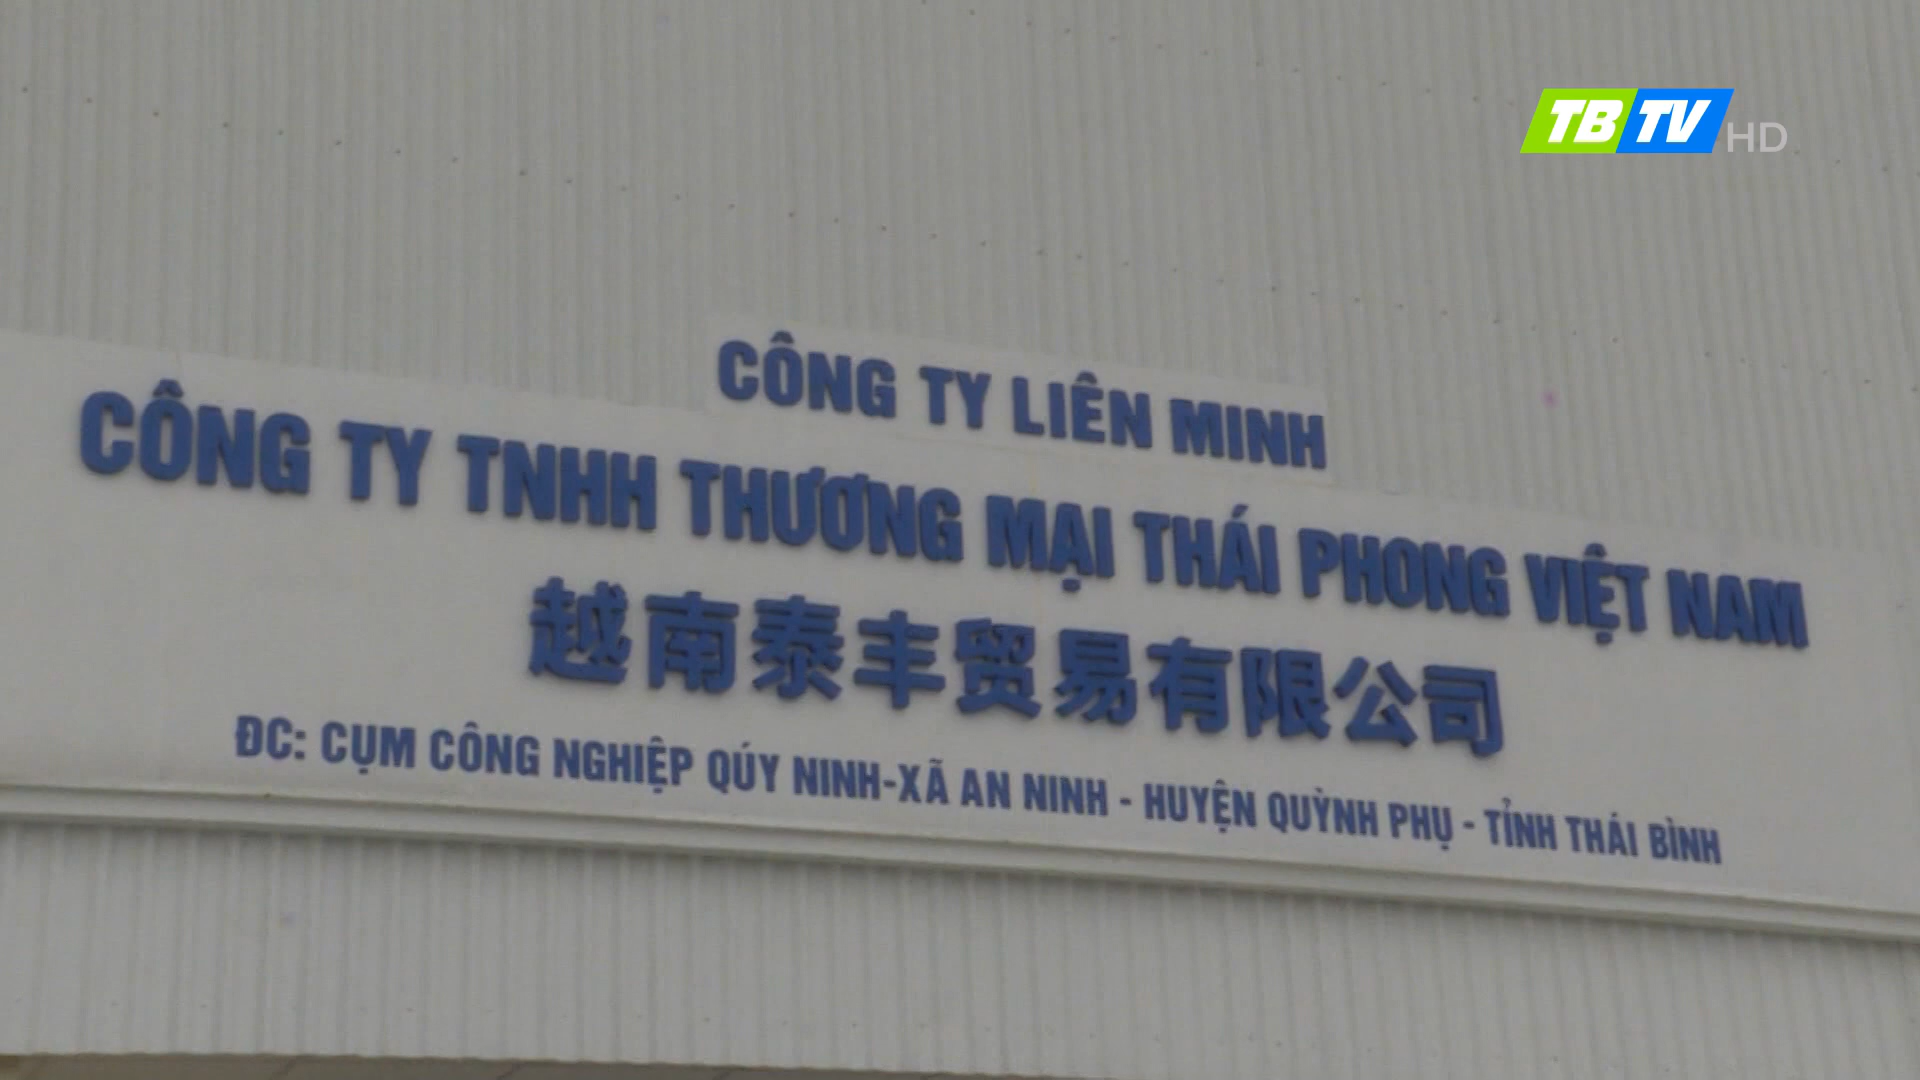 TBTV HD
CÔNG TY LIÊN MINH
CÔNG TY TNHH THƯƠNG MẠI THÁI PHONG VIỆT NAM
越南泰丰贸易有限公司
ĐC: CỤM CÔNG NGHIỆP QÚY NINH-XÃ AN NINH - HUYỆN QUỲNH PHỤ - TỈNH THÁI BÌNH